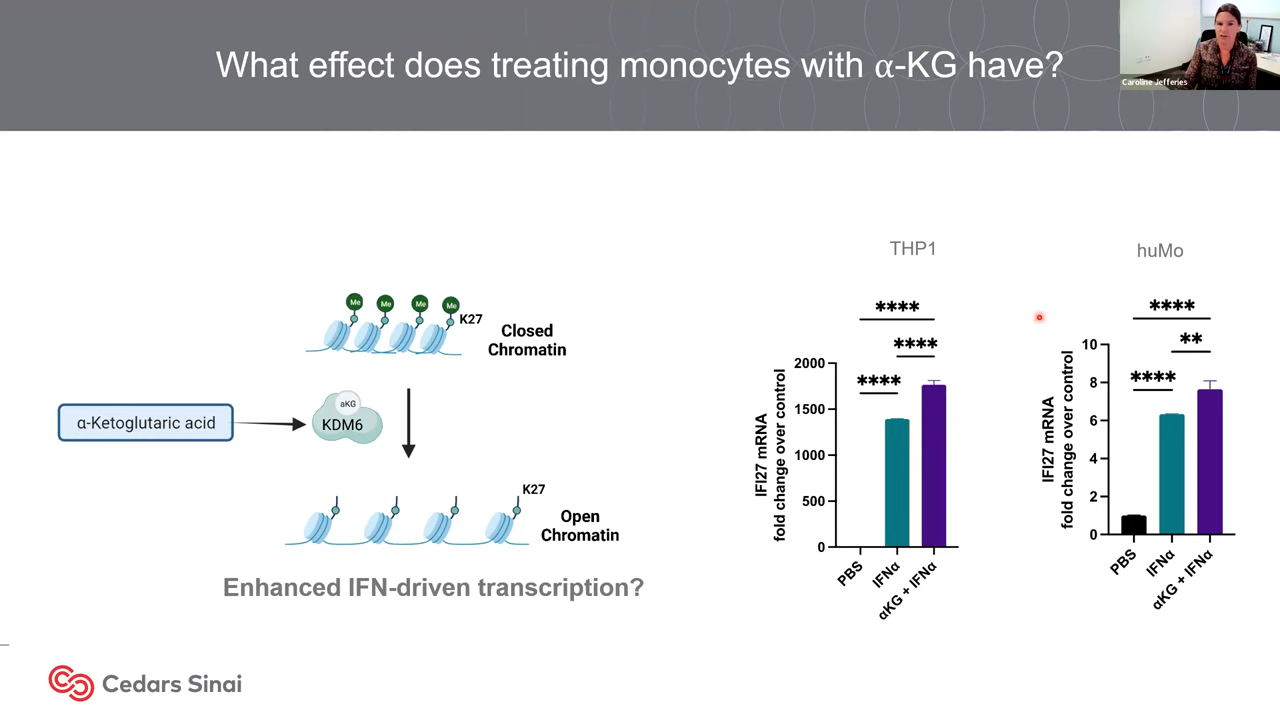 What effect does treating monocytes with α-KG have?
Caroline Jefferies
Me Me Me Me
K27
Closed
Chromatin
α-Ketoglutaric acid
aKG
KDM6
K27
Open
Chromatin
Enhanced IFN-driven transcription?
THP1
****
****
****
IFI27 mRNA
fold change over control
2000
1500
1000
500
0
PBS
IFNα
αKG + IFNα
huMo
****
**
****
IFI27 mRNA
fold change over control
10
8
6
4
2
0
PBS
IFNα
αKG + IFNα
Cedars Sinai